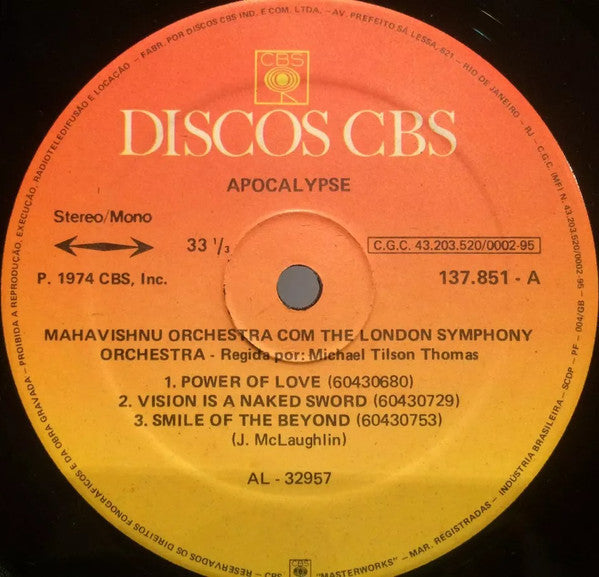 FABR. POR DISCOS CBS IND. E COM. LTDA. - AV. PREFEITO SÁ LESSA, 621 - RIO DE JANEIRO - RJ - C.G.C. (MF) N. 43.203.520/0002-95 - SCDP - PF - 004/GB - INDÚSTRIA BRASILEIRA - MAR. REGISTRADAS - "MASTERWORKS" - CBS - RESERVADOS OS DIREITOS FONOGRÁFICOS E DA OBRA GRAVADA - PROIBIDA A REPRODUÇÃO, EXECUÇÃO, RADIOTELEDIFUSÃO E LOCAÇÃO
CBS
DISCOS CBS
APOCALYPSE
Stereo/Mono
33 1/3
C.G.C. 43.203.520/0002-95
P. 1974 CBS, Inc.
137.851 - A
MAHAVISHNU ORCHESTRA COM THE LONDON SYMPHONY
ORCHESTRA - Regida por: Michael Tilson Thomas
1. POWER OF LOVE (60430680)
2. VISION IS A NAKED SWORD (60430729)
3. SMILE OF THE BEYOND (60430753)
(J. McLaughlin)
AL - 32957